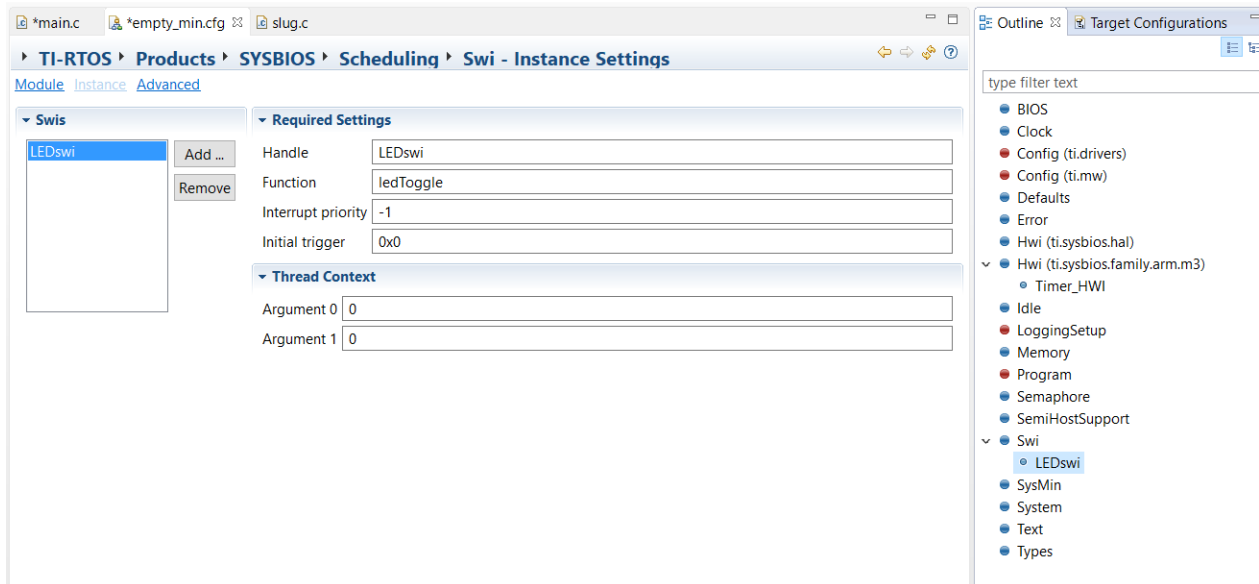 *main.c
*empty_min.cfg
slug.c
TI-RTOS Products SYSBIOS Scheduling Swi - Instance Settings
Module Instance Advanced
Swis
LEDswi
Add ...
Remove
Required Settings
Handle LEDswi
Function ledToggle
Interrupt priority -1
Initial trigger 0x0
Thread Context
Argument 0 0
Argument 1 0
Outline
Target Configurations
type filter text
BIOS
Clock
Config (ti.drivers)
Config (ti.mw)
Defaults
Error
Hwi (ti.sysbios.hal)
Hwi (ti.sysbios.family.arm.m3)
Timer_HWI
Idle
LoggingSetup
Memory
Program
Semaphore
SemiHostSupport
Swi
LEDswi
SysMin
System
Text
Types